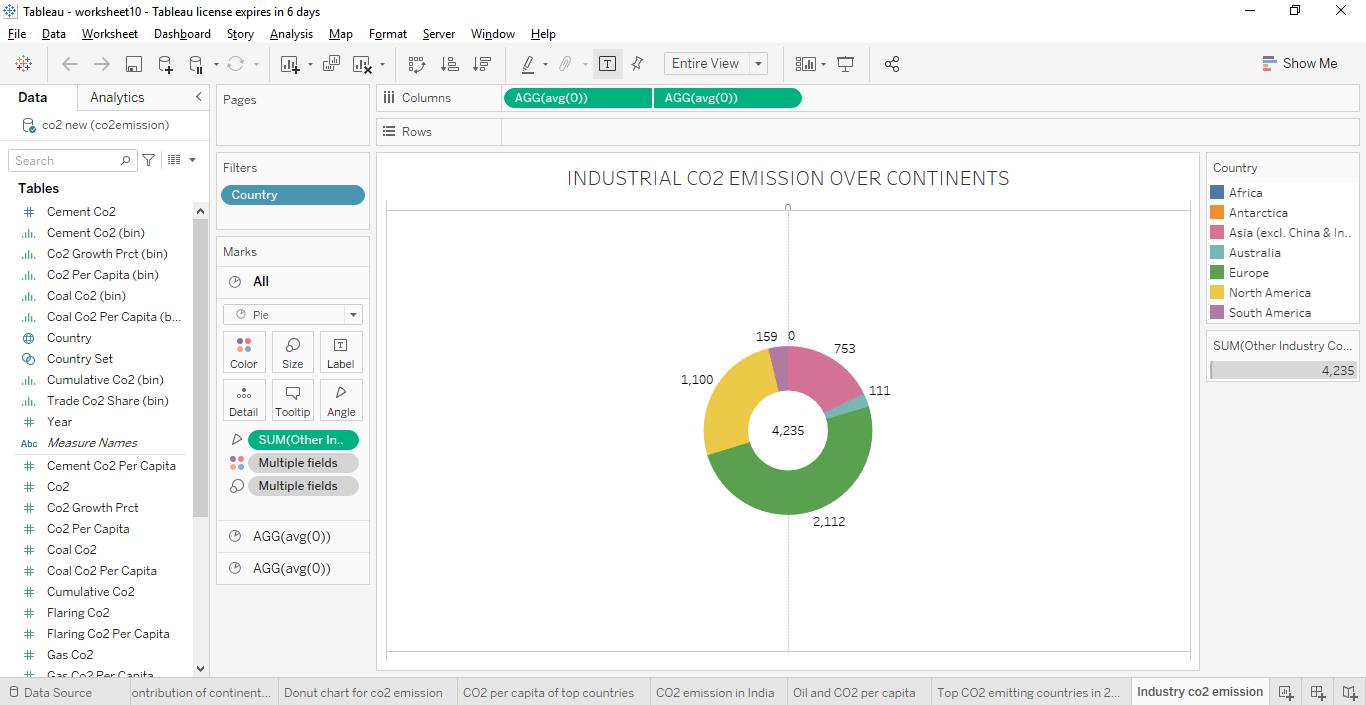 Tableau - worksheet10 - Tableau license expires in 6 days
File Data Worksheet Dashboard Story Analysis Map Format Server Window Help
Entire View
Show Me
Data Analytics
co2 new (co2emission)
Search
Tables
Cement Co2
Cement Co2 (bin)
Co2 Growth Prct (bin)
Co2 Per Capita (bin)
Coal Co2 (bin)
Coal Co2 Per Capita (b...
Country
Country Set
Cumulative Co2 (bin)
Trade Co2 Share (bin)
Year
Abc Measure Names
Cement Co2 Per Capita
Co2
Co2 Growth Prct
Co2 Per Capita
Coal Co2
Coal Co2 Per Capita
Cumulative Co2
Flaring Co2
Flaring Co2 Per Capita
Gas Co2
Gas Co2 Per Capita
Pages
Filters
Country
Marks
All
Pie
Color Size Label
Detail Tooltip Angle
SUM(Other In..
Multiple fields
Multiple fields
AGG(avg(0))
AGG(avg(0))
Columns AGG(avg(0)) AGG(avg(0))
Rows
INDUSTRIAL CO2 EMISSION OVER CONTINENTS
0
159 0
753
1,100
111
4,235
2,112
Country
Africa
Antarctica
Asia (excl. China & In..
Australia
Europe
North America
South America
SUM(Other Industry Co...
4,235
Data Source ontribution of continent... Donut chart for co2 emission CO2 per capita of top countries CO2 emission in India Oil and CO2 per capita Top CO2 emitting countries in 2... Industry co2 emission